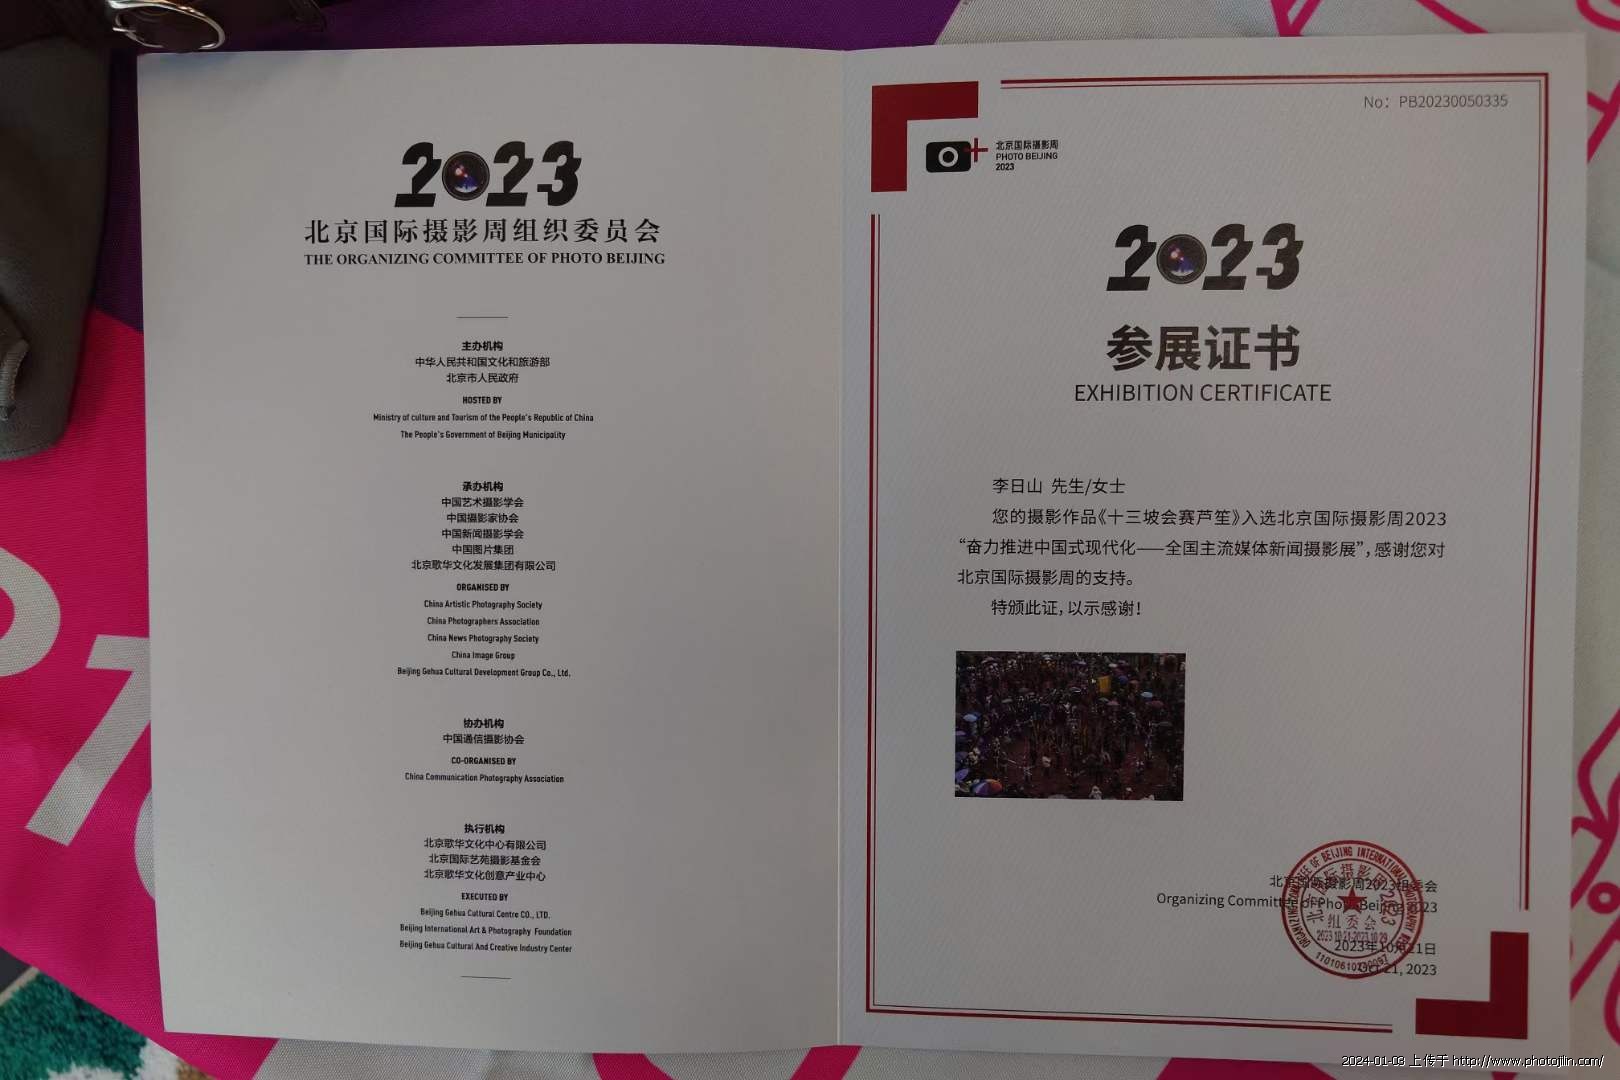 2023
北京国际摄影周组织委员会
THE ORGANIZING COMMITTEE OF PHOTO BEIJING
主办机构
中华人民共和国文化和旅游部
北京市人民政府
HOSTED BY
Ministry of culture and Tourism of the People's Republic of China
The People's Government of Beijing Municipality
承办机构
中国艺术摄影学会
中国摄影家协会
中国新闻摄影学会
中国图片集团
北京歌华文化发展集团有限公司
ORGANISED BY
China Artistic Photography Society
China Photographers Association
China News Photography Society
China Image Group
Beijing Gehua Cultural Development Group Co., Ltd.
协办机构
中国通信摄影协会
CO-ORGANISED BY
China Communication Photography Association
执行机构
北京歌华文化中心有限公司
北京国际艺苑摄影基金会
北京歌华文化创意产业中心
EXECUTED BY
Beijing Gehua Cultural Centre CO., LTD.
Beijing International Art & Photography Foundation
Beijing Gehua Cultural And Creative Industry Center
No: PB20230050335
北京国际摄影周
PHOTO BEIJING
2023
2023
参展证书
EXHIBITION CERTIFICATE
李日山 先生/女士
您的摄影作品《十三坡会赛芦笙》入选北京国际摄影周2023
“奋力推进中国式现代化——全国主流媒体新闻摄影展”，感谢您对
北京国际摄影周的支持。
特颁此证，以示感谢！
北京国际摄影周2023组委会
Organizing Committee of Photo Beijing 2023
2023年10月21日
Oct 21, 2023
组委会
2023.10.21-2023.10.29
2024-01-03 上传于 http://www.photojilin.com/